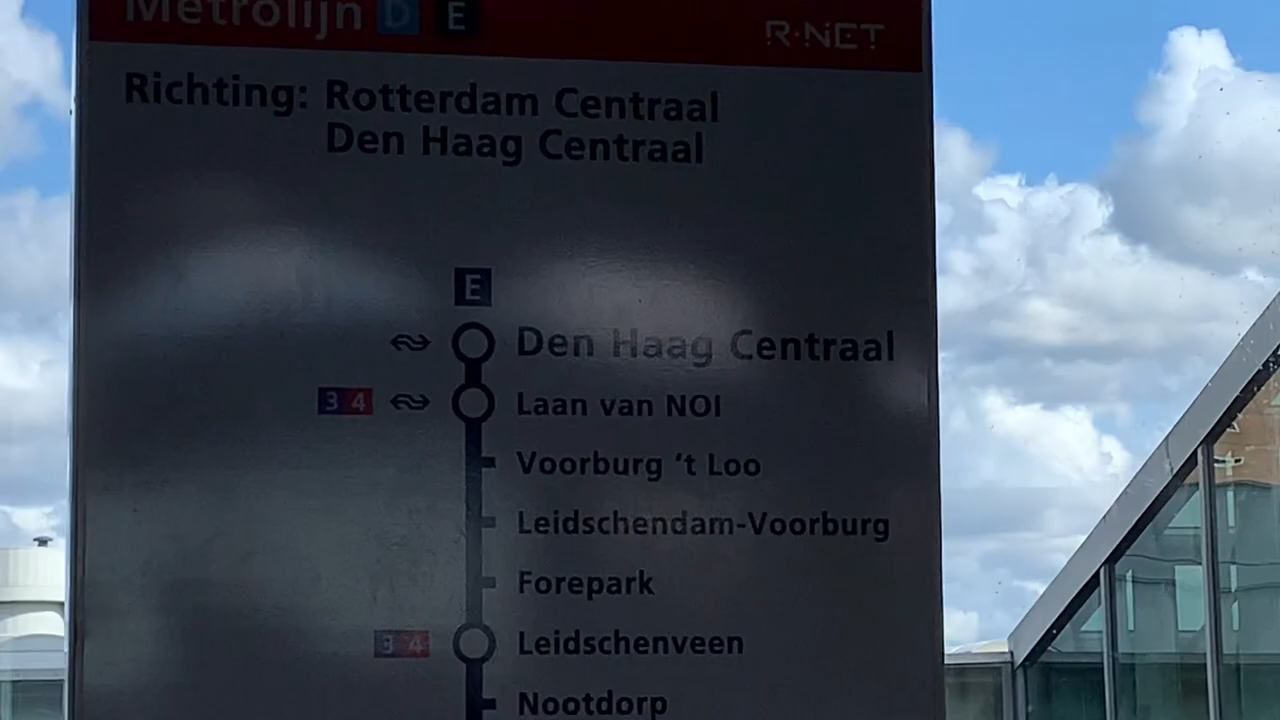 Metrolijn D E
R·NET
Richting: Rotterdam Centraal
Den Haag Centraal
E
Den Haag Centraal
3 4 Laan van NOI
Voorburg ‘t Loo
Leidschendam-Voorburg
Forepark
3 4 Leidschenveen
Nootdorp